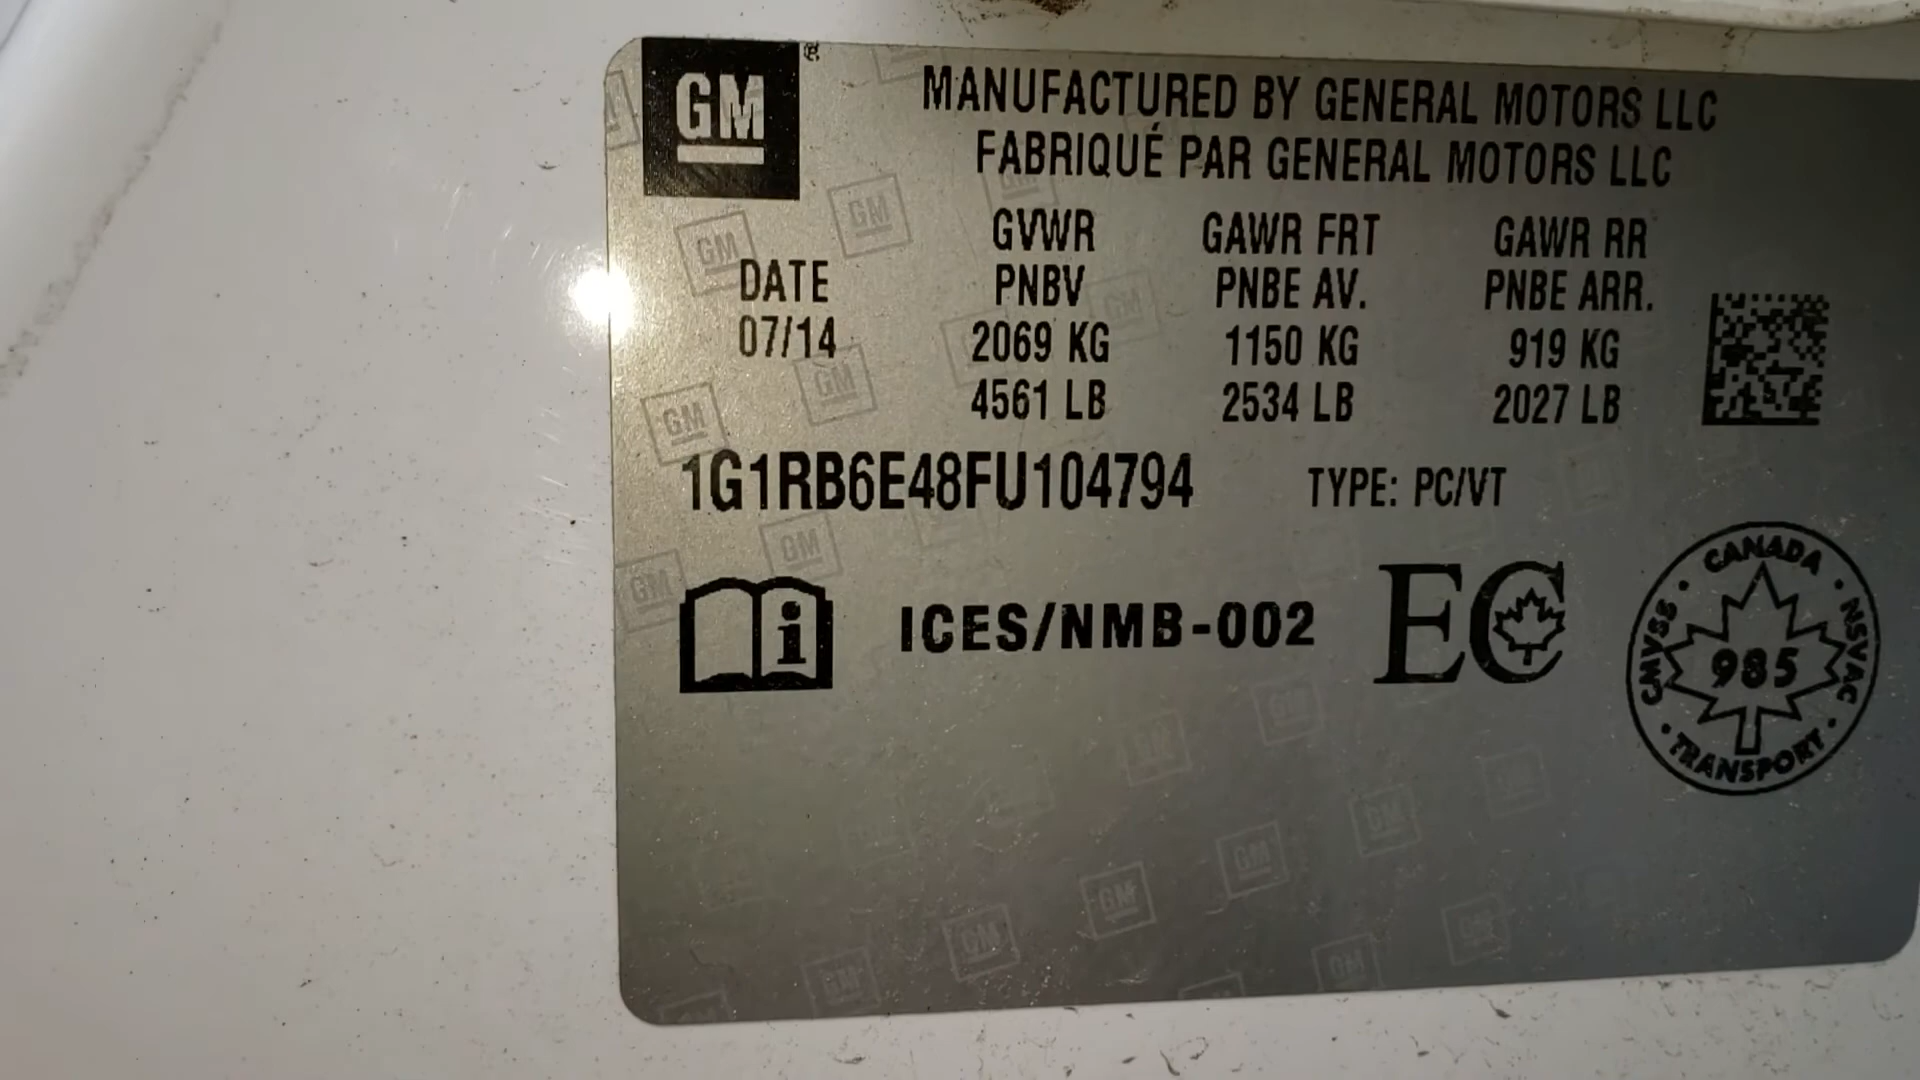 GM ®
MANUFACTURED BY GENERAL MOTORS LLC
FABRIQUÉ PAR GENERAL MOTORS LLC
DATE
07/14
GVWR
PNBV
2069 KG
4561 LB
GAWR FRT
PNBE AV.
1150 KG
2534 LB
GAWR RR
PNBE ARR.
919 KG
2027 LB
1G1RB6E48FU104794
TYPE: PC/VT
i
ICES/NMB-002
EC
CANADA
CMVSS · NSVAC
985
TRANSPORT